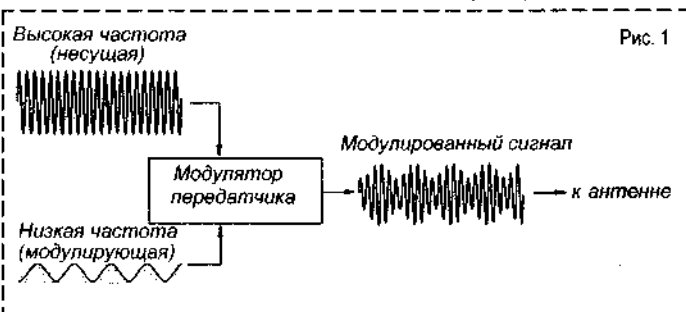 Высокая частота
(несущая)
Рис. 1
Модулированный сигнал
Модулятор
передатчика
к антенне
Низкая частота
(модулирующая)